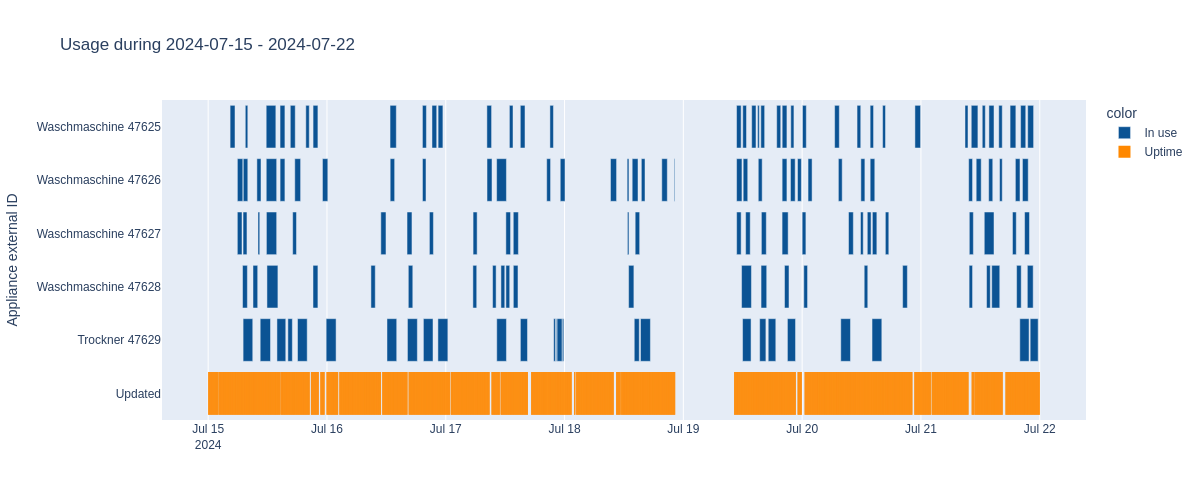 Usage during 2024-07-15 - 2024-07-22
color
In use
Uptime
Appliance external ID
Waschmaschine 47625
Waschmaschine 47626
Waschmaschine 47627
Waschmaschine 47628
Trockner 47629
Updated
Jul 15 Jul 16 Jul 17 Jul 18 Jul 19 Jul 20 Jul 21 Jul 22
2024